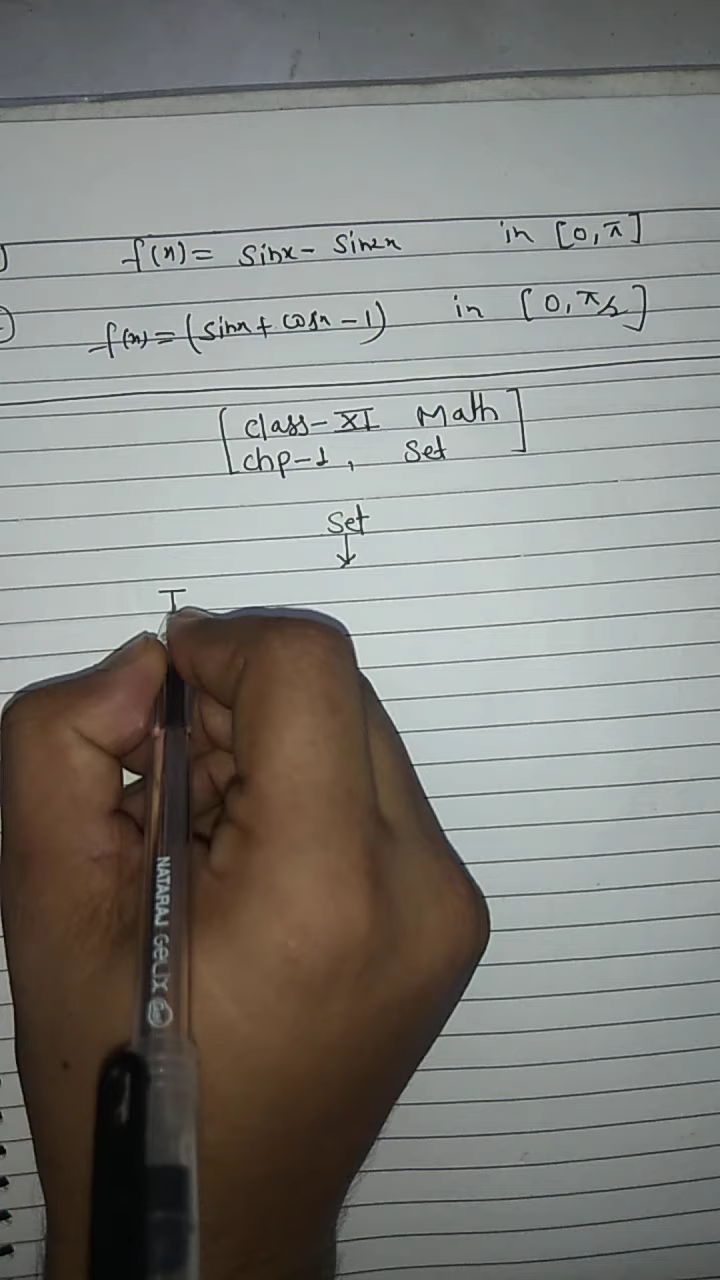 f(x) = sinx - sin2x in [0, π]
f(x) = (sinx + cosx - 1) in [0, π/2]
[class-XI Math
chp-1, Set]
Set
↓
I
NATARAJ GELIX